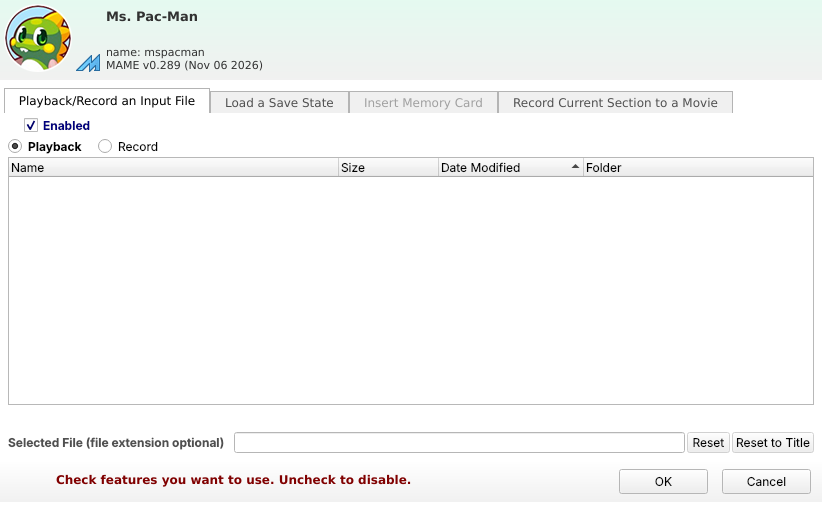 Ms. Pac-Man
name: mspacman
MAME v0.289 (Nov 06 2026)
Playback/Record an Input File
Load a Save State
Insert Memory Card
Record Current Section to a Movie
Enabled
Playback
Record
Name
Size
Date Modified
Folder
Selected File (file extension optional)
Reset
Reset to Title
Check features you want to use. Uncheck to disable.
OK
Cancel